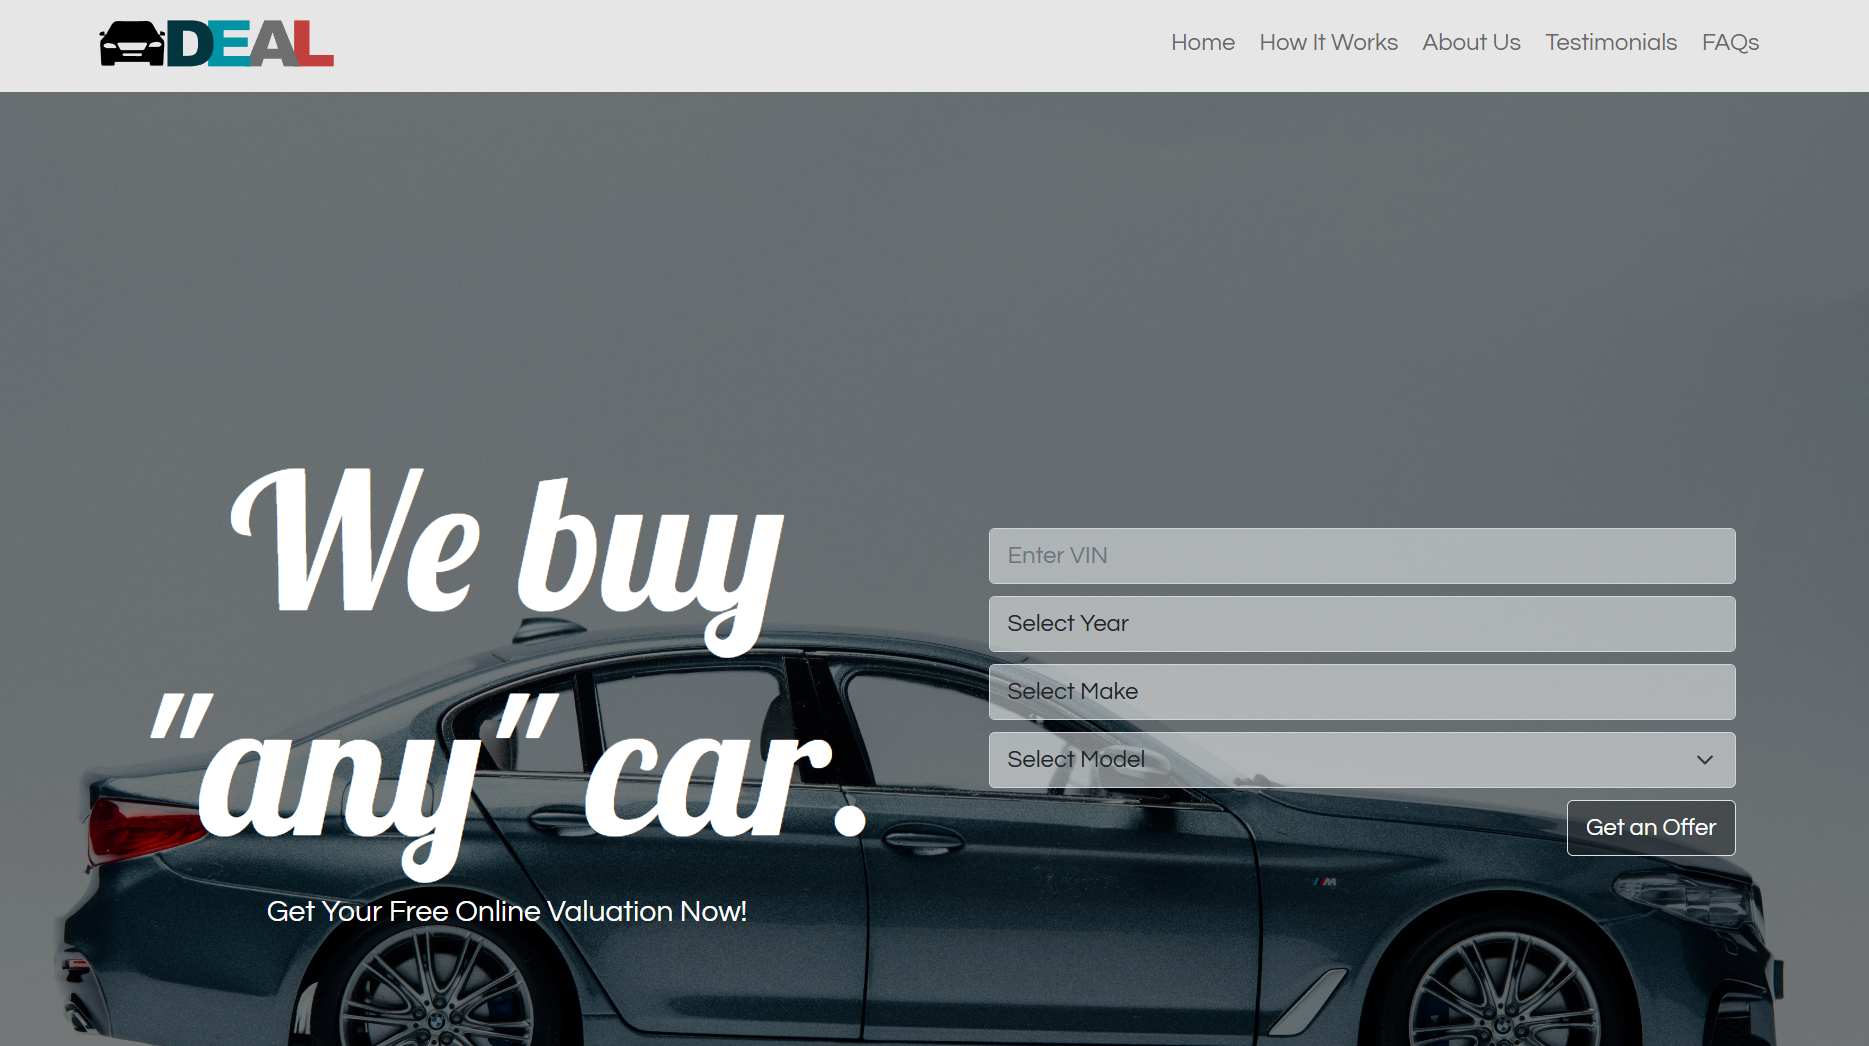 DEAL
Home How It Works About Us Testimonials FAQs
We buy
"any" car.
Get Your Free Online Valuation Now!
Enter VIN
Select Year
Select Make
Select Model
Get an Offer
M